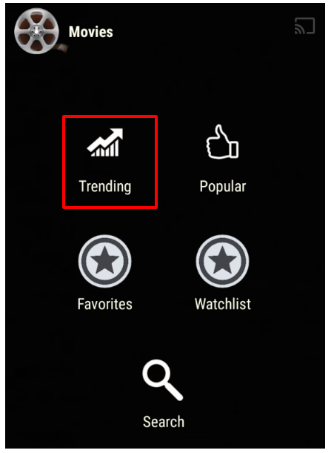 Movies
Trending
Popular
Favorites
Watchlist
Search